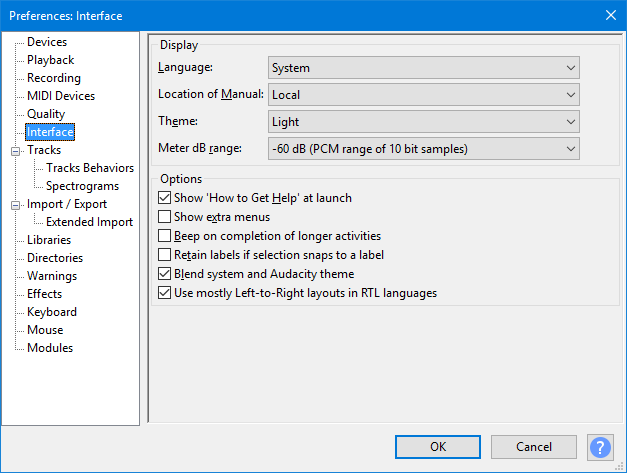 Preferences: Interface
Devices
Playback
Recording
MIDI Devices
Quality
Interface
Tracks
Tracks Behaviors
Spectrograms
Import / Export
Extended Import
Libraries
Directories
Warnings
Effects
Keyboard
Mouse
Modules
Display
Language: System
Location of Manual: Local
Theme: Light
Meter dB range: -60 dB (PCM range of 10 bit samples)
Options
Show 'How to Get Help' at launch
Show extra menus
Beep on completion of longer activities
Retain labels if selection snaps to a label
Blend system and Audacity theme
Use mostly Left-to-Right layouts in RTL languages
OK Cancel ?